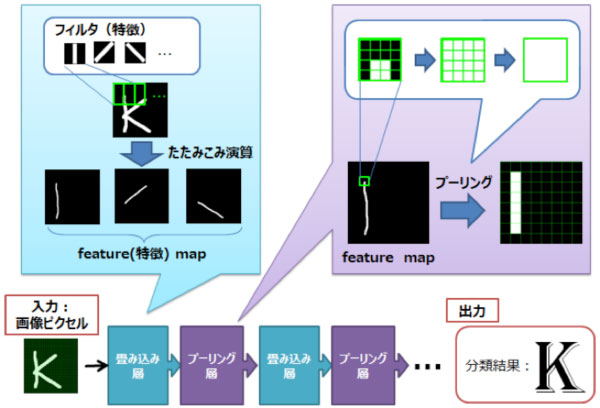 フィルタ（特徴）
…
…
たたみこみ演算
feature(特徴) map
プーリング
feature map
入力：
画像ピクセル
K
畳み込み
層
プーリング
層
畳み込み
層
プーリング
層
…
出力
分類結果：K